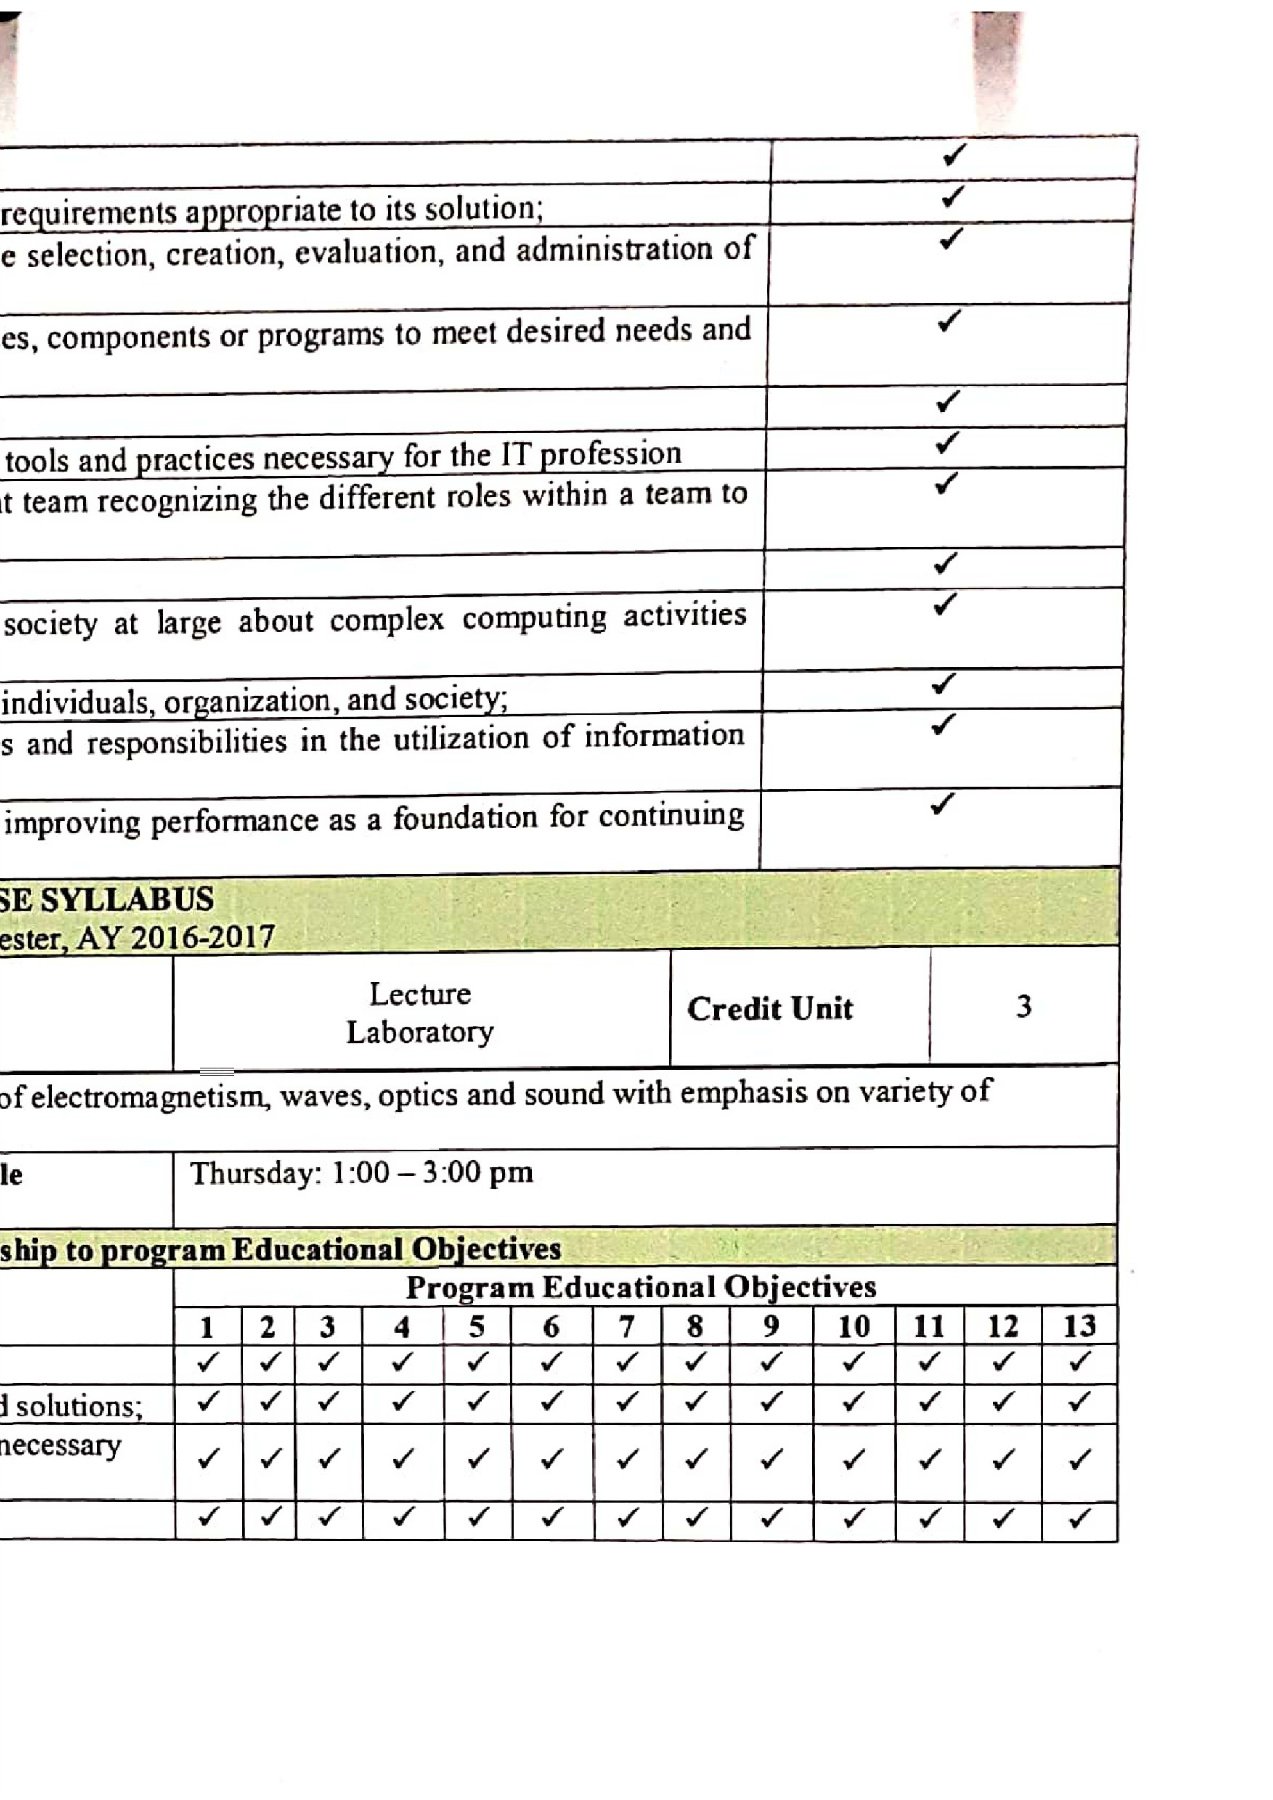 ✓
requirements appropriate to its solution; ✓
e selection, creation, evaluation, and administration of ✓
es, components or programs to meet desired needs and ✓
✓
tools and practices necessary for the IT profession ✓
t team recognizing the different roles within a team to ✓
✓
society at large about complex computing activities ✓
individuals, organization, and society; ✓
s and responsibilities in the utilization of information ✓
improving performance as a foundation for continuing ✓
SE SYLLABUS
ester, AY 2016-2017
Lecture
Laboratory
Credit Unit 3
of electromagnetism, waves, optics and sound with emphasis on variety of
le Thursday: 1:00 – 3:00 pm
ship to program Educational Objectives
Program Educational Objectives
1 2 3 4 5 6 7 8 9 10 11 12 13
✓ ✓ ✓ ✓ ✓ ✓ ✓ ✓ ✓ ✓ ✓ ✓ ✓
d solutions; ✓ ✓ ✓ ✓ ✓ ✓ ✓ ✓ ✓ ✓ ✓ ✓ ✓
necessary ✓ ✓ ✓ ✓ ✓ ✓ ✓ ✓ ✓ ✓ ✓ ✓ ✓
✓ ✓ ✓ ✓ ✓ ✓ ✓ ✓ ✓ ✓ ✓ ✓ ✓